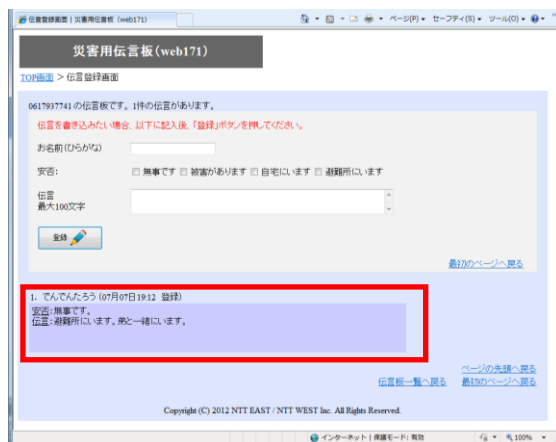 伝言登録画面 | 災害用伝言板 (web171)
ページ(P) セーフティ(S) ツール(O)
災害用伝言板(web171)
TOP画面 > 伝言登録画面
0617937741の伝言板です。1件の伝言があります。
伝言を書き込みたい場合、以下に記入後、「登録」ボタンを押してください。
お名前(ひらがな)
安否: 無事です 被害があります 自宅にいます 避難所にいます
伝言
最大100文字
登録
最初のページへ戻る
1. でんでんたろう (07月07日19:12 登録)
安否:無事です。
伝言:避難所にいます。弟と一緒にいます。
ページの先頭へ戻る
伝言板一覧へ戻る 最初のページへ戻る
Copyright (C) 2012 NTT EAST / NTT WEST Inc. All Rights Reserved.
インターネット | 保護モード: 有効 100%